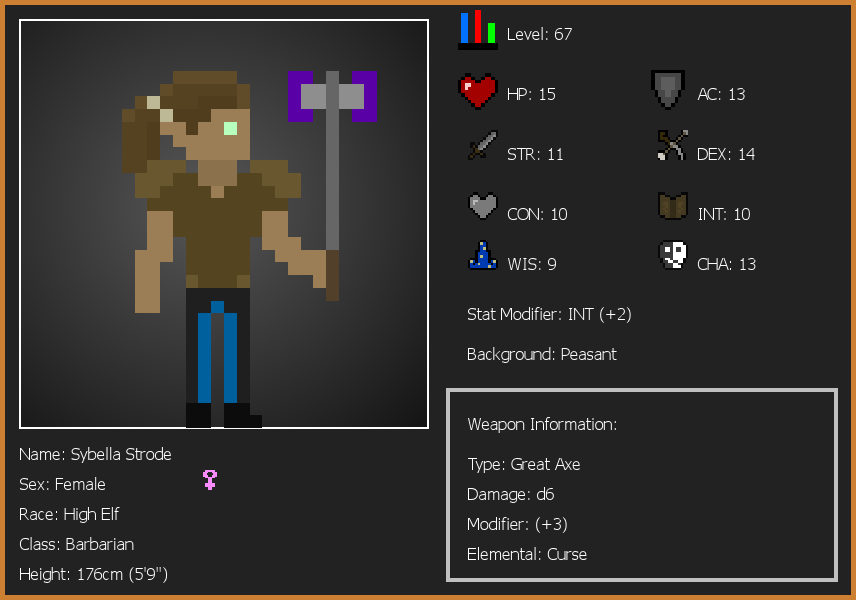 Level: 67
HP: 15
AC: 13
STR: 11
DEX: 14
CON: 10
INT: 10
WIS: 9
CHA: 13
Stat Modifier: INT (+2)
Background: Peasant
Weapon Information:
Type: Great Axe
Damage: d6
Modifier: (+3)
Elemental: Curse
Name: Sybella Strode
Sex: Female
Race: High Elf
Class: Barbarian
Height: 176cm (5'9")